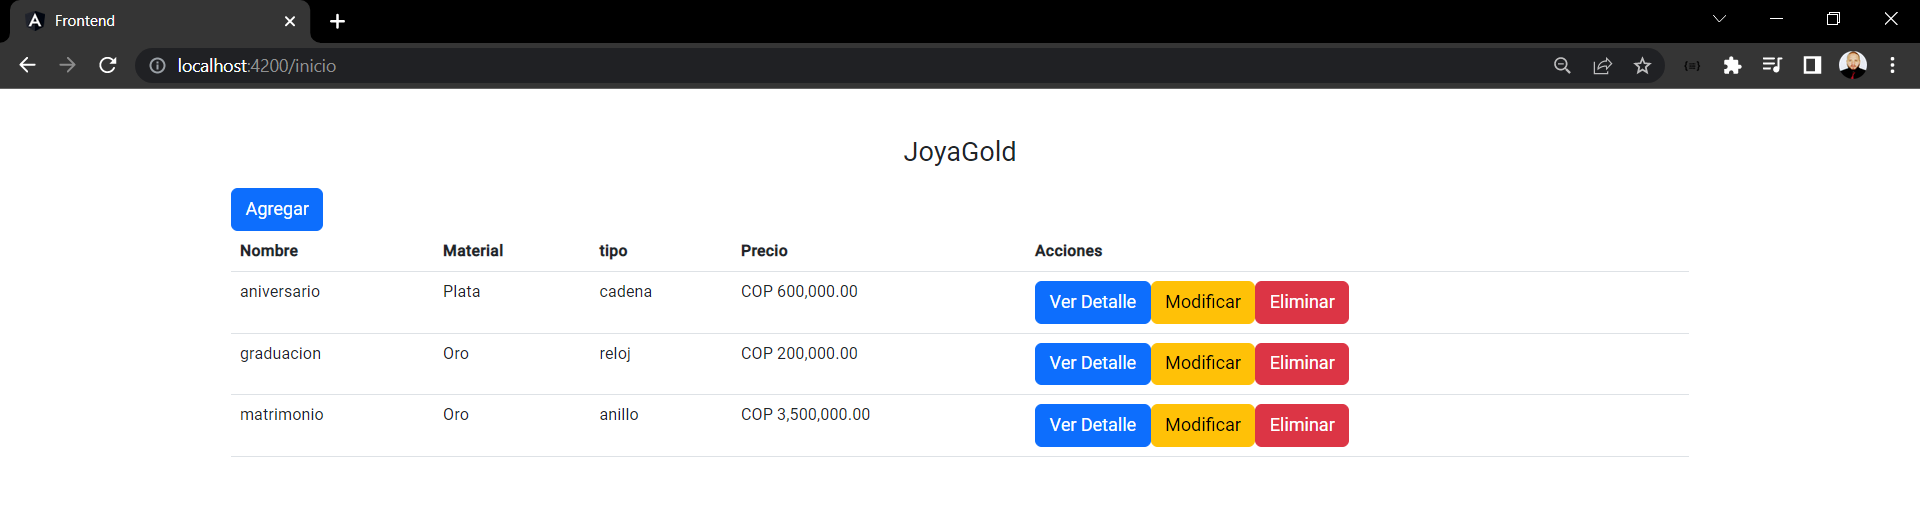 Frontend
localhost:4200/inicio
JoyaGold
Agregar
Nombre Material tipo Precio Acciones
aniversario Plata cadena COP 600,000.00 Ver Detalle Modificar Eliminar
graduacion Oro reloj COP 200,000.00 Ver Detalle Modificar Eliminar
matrimonio Oro anillo COP 3,500,000.00 Ver Detalle Modificar Eliminar